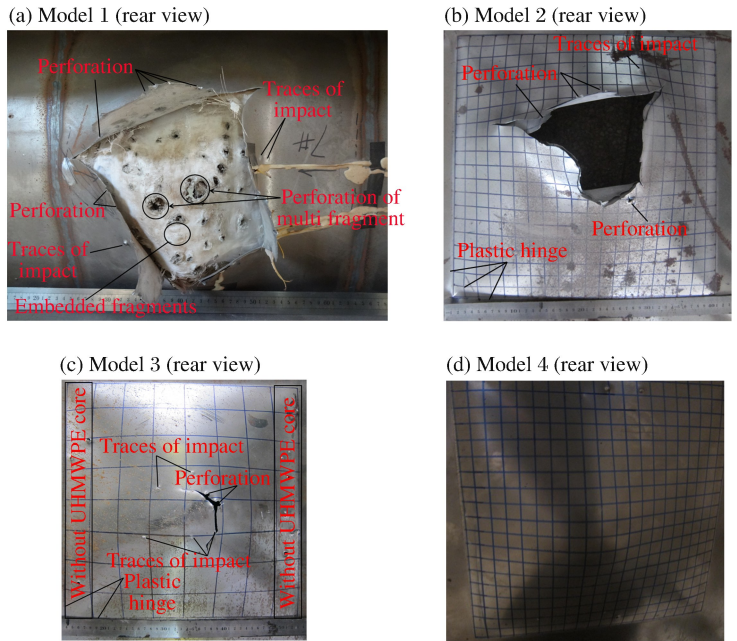 (a) Model 1 (rear view)
Perforation
Traces of
impact
#2
Perforation
Perforation of
multi fragment
Traces of
impact
Embedded fragments
(b) Model 2 (rear view)
Traces of impact
Perforation
Perforation
Plastic hinge
(c) Model 3 (rear view)
Without UHMWPE core
Traces of impact
Perforation
Without UHMWPE core
Traces of impact
Plastic
hinge
(d) Model 4 (rear view)